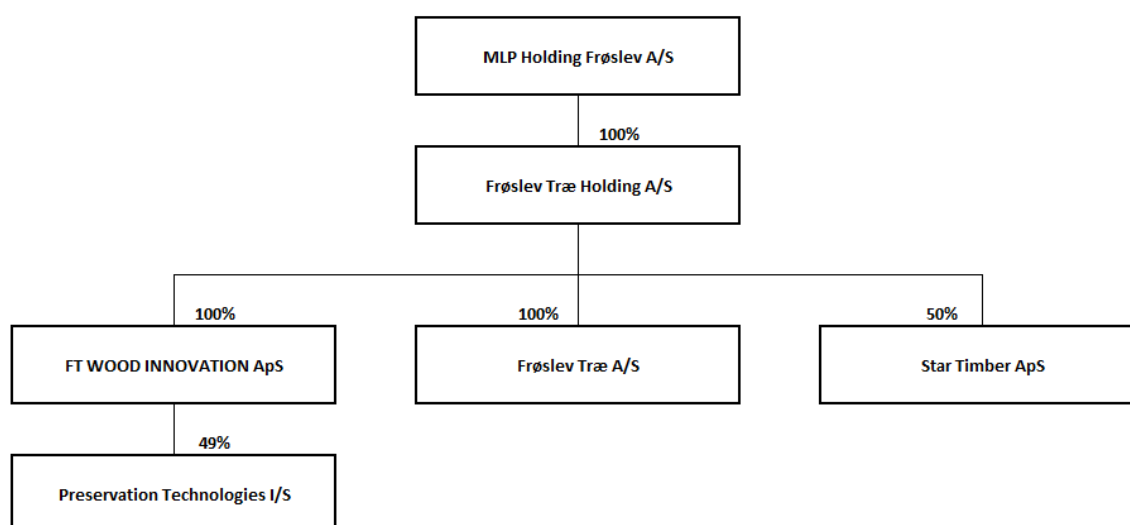 MLP Holding Frøslev A/S
100%
Frøslev Træ Holding A/S
100%
100%
50%
FT WOOD INNOVATION ApS
Frøslev Træ A/S
Star Timber ApS
49%
Preservation Technologies I/S